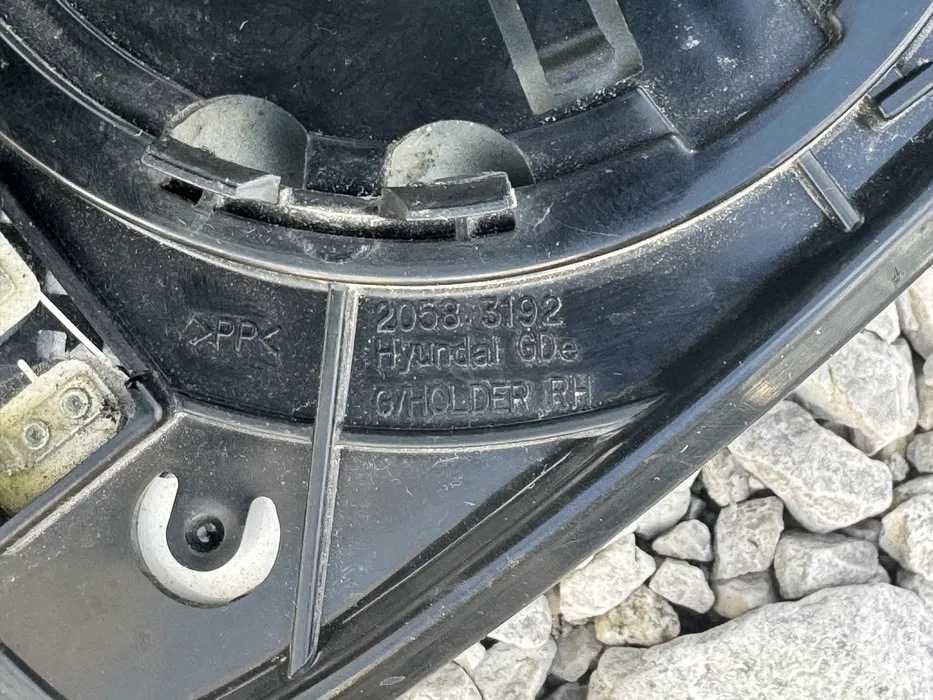 >PP<
2058 3192
Hyundai GDe
G/HOLDER RH